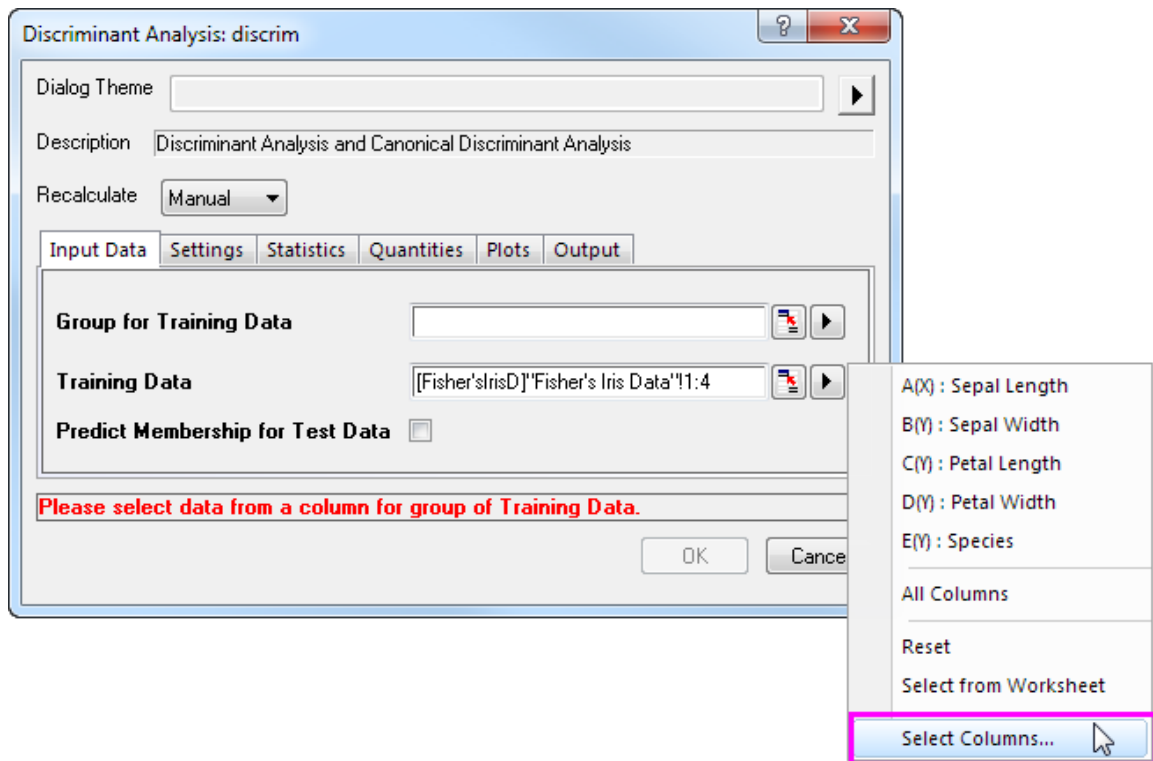 Discriminant Analysis: discrim
Dialog Theme
Description Discriminant Analysis and Canonical Discriminant Analysis
Recalculate Manual
Input Data Settings Statistics Quantities Plots Output
Group for Training Data
Training Data [Fisher'sIrisD]"Fisher's Iris Data"!1:4
Predict Membership for Test Data
Please select data from a column for group of Training Data.
OK Cance
A(X) : Sepal Length
B(Y) : Sepal Width
C(Y) : Petal Length
D(Y) : Petal Width
E(Y) : Species
All Columns
Reset
Select from Worksheet
Select Columns...